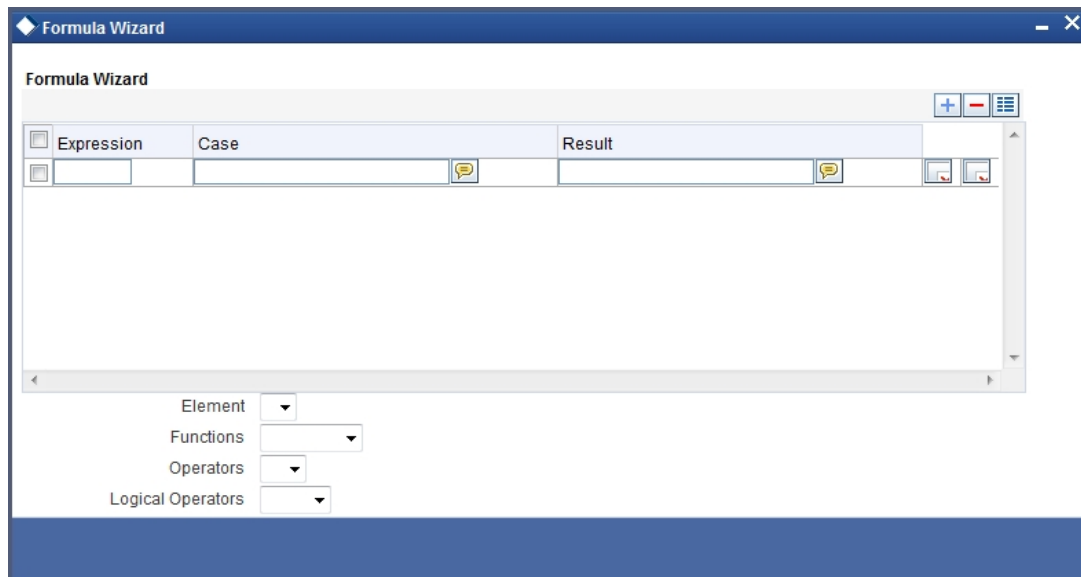 Formula Wizard
Formula Wizard
Expression Case Result
Element
Functions
Operators
Logical Operators